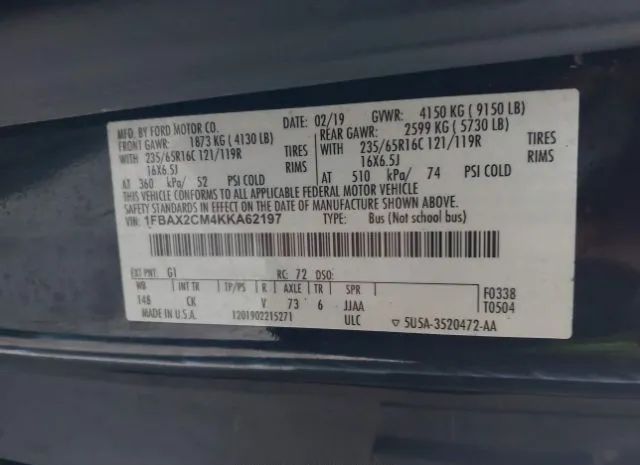 MFG. BY FORD MOTOR CO.
DATE: 02/19 GVWR: 4150 KG ( 9150 LB)
FRONT GAWR: 1873 KG ( 4130 LB)
REAR GAWR: 2599 KG ( 5730 LB)
WITH 235/65R16C 121/119R TIRES
WITH 235/65R16C 121/119R TIRES
16X6.5J RIMS
16X6.5J RIMS
AT 360 kPa/ 52 PSI COLD
AT 510 kPa/ 74 PSI COLD
THIS VEHICLE CONFORMS TO ALL APPLICABLE FEDERAL MOTOR VEHICLE
SAFETY STANDARDS IN EFFECT ON THE DATE OF MANUFACTURE SHOWN ABOVE.
VIN: 1FBAX2CM4KKA62197
TYPE: Bus (Not school bus)
EXT PNT: G1 RC: 72 DSO:
WB INT TR TP/PS R AXLE TR SPR
148 CK V 73 6 JJAA
F0338
T0504
MADE IN U.S.A. 1201902215271 ULC ▽ 5USA-3520472-AA